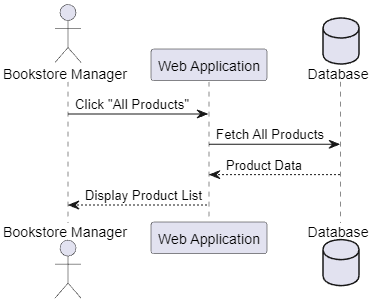 Bookstore Manager
Web Application
Database
Click "All Products"
Fetch All Products
Product Data
Display Product List
Bookstore Manager
Web Application
Database